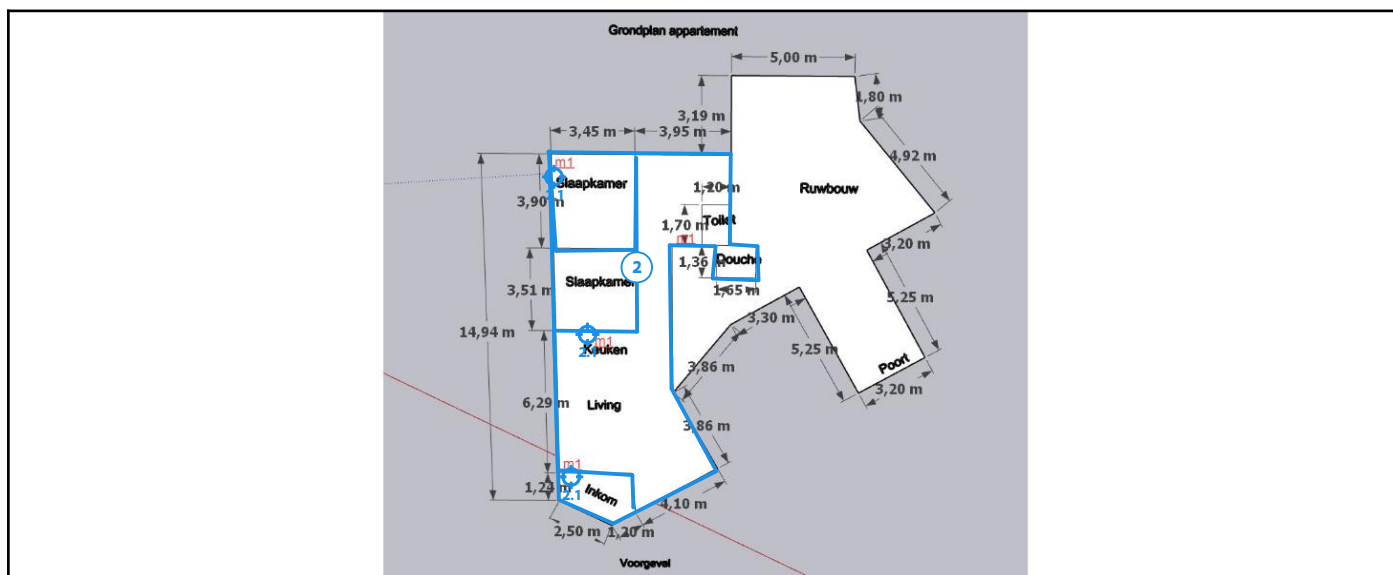 Grondplan appartement
5,00 m
3,19 m
1,80 m
3,45 m
3,95 m
4,92 m
m1
Slaapkamer
2.1
3,90 m
1,20 m
Ruwbouw
Toilet
1,70 m
m1
3,20 m
1,36 m
Douche
2
Slaapkamer
3,51 m
1,65 m
5,25 m
14,94 m
3,30 m
5,25 m
m1
Keuken
2.1
3,86 m
Poort
3,20 m
6,29 m
Living
3,86 m
m1
1,24 m
2.1
Inkom
4,10 m
2,50 m
1,20 m
Voorgevel